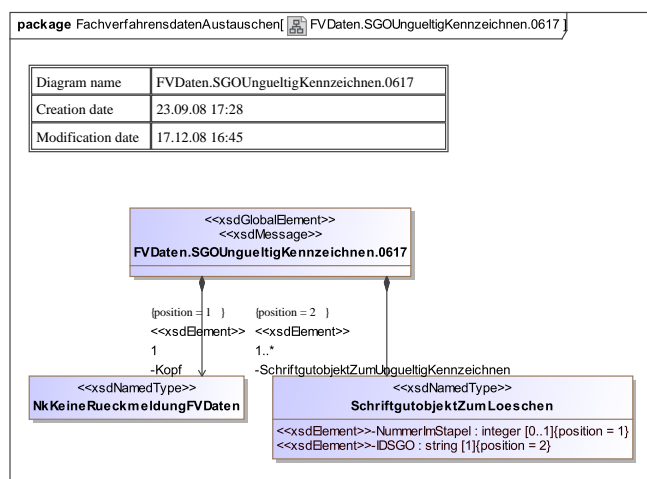 package FachverfahrensdatenAustauschen[ FVDaten.SGOUngueltigKennzeichnen.0617 ]
Diagram name FVDaten.SGOUngueltigKennzeichnen.0617
Creation date 23.09.08 17:28
Modification date 17.12.08 16:45
<<xsdGlobalElement>>
<<xsdMessage>>
FVDaten.SGOUngueltigKennzeichnen.0617
{position = 1 } {position = 2 }
<<xsdElement>> <<xsdElement>>
1 1..*
-Kopf -SchriftgutobjektZumUngueltigKennzeichnen
<<xsdNamedType>> <<xsdNamedType>>
NkKeineRueckmeldungFVDaten SchriftgutobjektZumLoeschen
<<xsdElement>>-NummerImStapel : integer [0..1]{position = 1}
<<xsdElement>>-IDSGO : string [1]{position = 2}